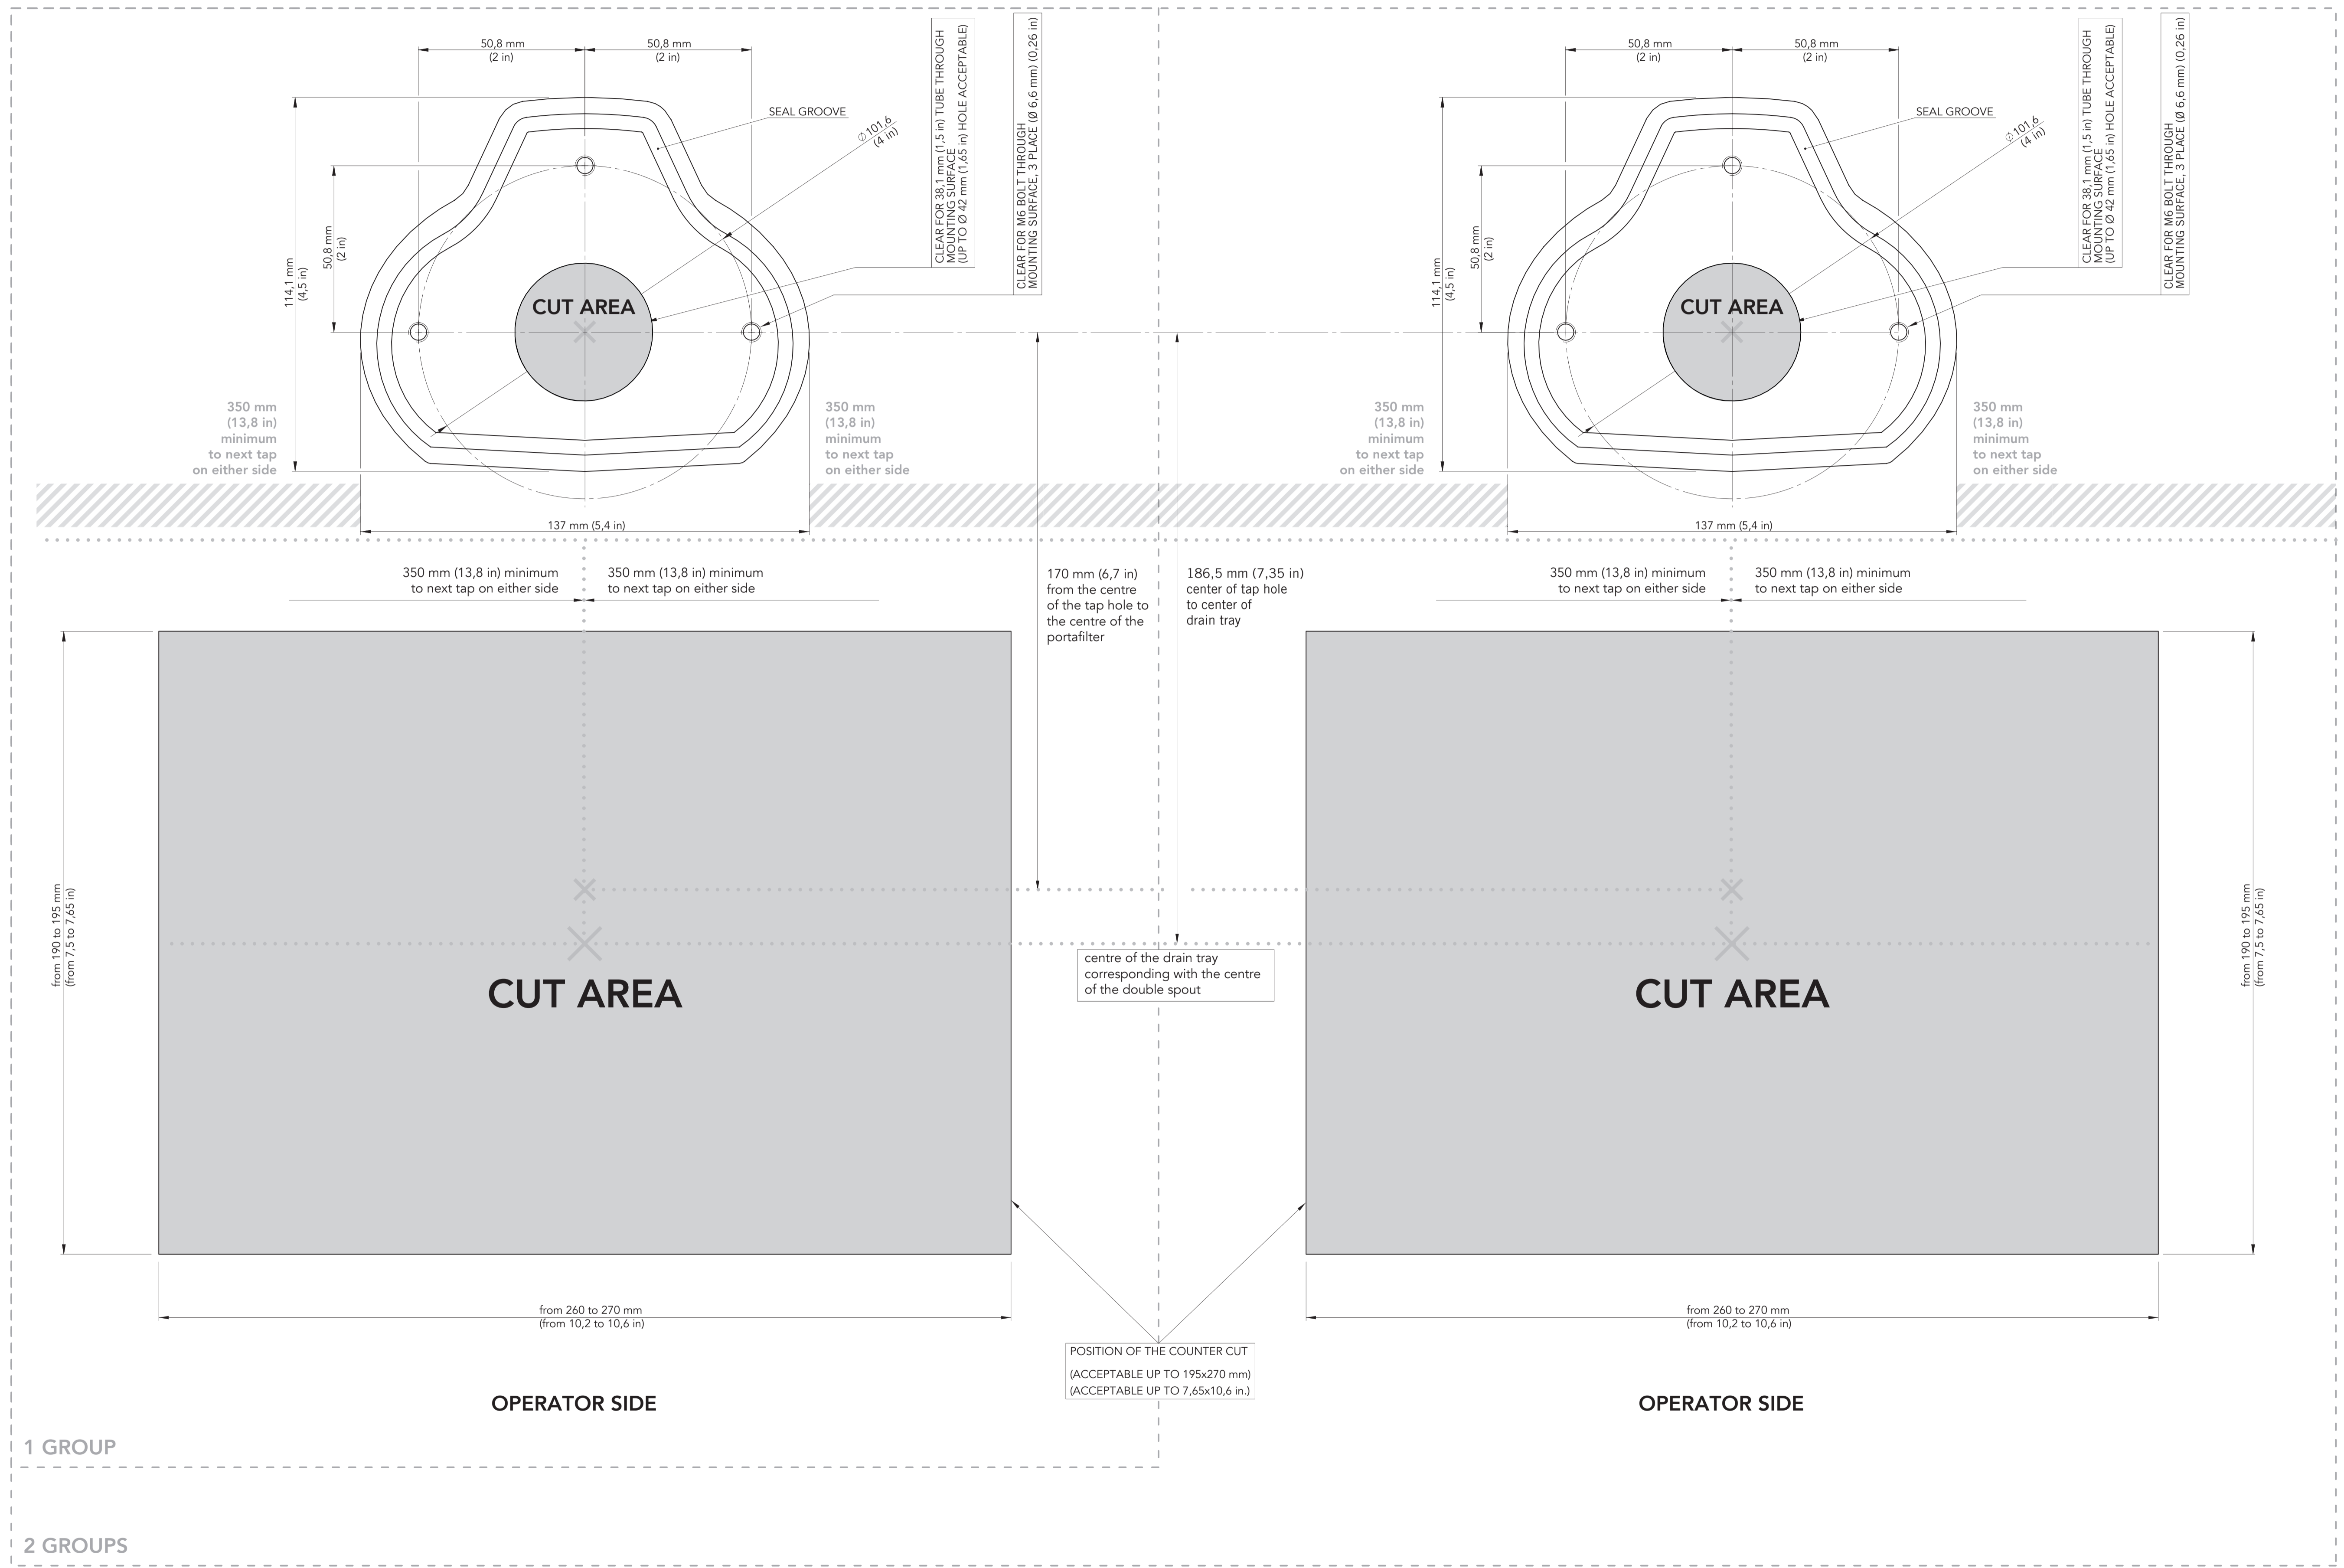 50,8 mm
(2 in)
50,8 mm
(2 in)
SEAL GROOVE
Ø 101,6
(4 in)
CLEAR FOR 38,1 mm (1,5 in) TUBE THROUGH
MOUNTING SURFACE
(UP TO Ø 42 mm (1,65 in) HOLE ACCEPTABLE)
CLEAR FOR M6 BOLT THROUGH
MOUNTING SURFACE, 3 PLACE (Ø 6,6 mm) (0,26 in)
114,1 mm
(4,5 in)
50,8 mm
(2 in)
CUT AREA
350 mm
(13,8 in)
minimum
to next tap
on either side
350 mm
(13,8 in)
minimum
to next tap
on either side
137 mm (5,4 in)
50,8 mm
(2 in)
50,8 mm
(2 in)
SEAL GROOVE
Ø 101,6
(4 in)
CLEAR FOR 38,1 mm (1,5 in) TUBE THROUGH
MOUNTING SURFACE
(UP TO Ø 42 mm (1,65 in) HOLE ACCEPTABLE)
CLEAR FOR M6 BOLT THROUGH
MOUNTING SURFACE, 3 PLACE (Ø 6,6 mm) (0,26 in)
114,1 mm
(4,5 in)
50,8 mm
(2 in)
CUT AREA
350 mm
(13,8 in)
minimum
to next tap
on either side
350 mm
(13,8 in)
minimum
to next tap
on either side
137 mm (5,4 in)
350 mm (13,8 in) minimum
to next tap on either side
350 mm (13,8 in) minimum
to next tap on either side
170 mm (6,7 in)
from the centre
of the tap hole to
the centre of the
portafilter
186,5 mm (7,35 in)
center of tap hole
to center of
drain tray
350 mm (13,8 in) minimum
to next tap on either side
350 mm (13,8 in) minimum
to next tap on either side
from 190 to 195 mm
(from 7,5 to 7,65 in)
CUT AREA
centre of the drain tray
corresponding with the centre
of the double spout
CUT AREA
from 190 to 195 mm
(from 7,5 to 7,65 in)
from 260 to 270 mm
(from 10,2 to 10,6 in)
from 260 to 270 mm
(from 10,2 to 10,6 in)
POSITION OF THE COUNTER CUT
(ACCEPTABLE UP TO 195x270 mm)
(ACCEPTABLE UP TO 7,65x10,6 in.)
OPERATOR SIDE
OPERATOR SIDE
1 GROUP
2 GROUPS